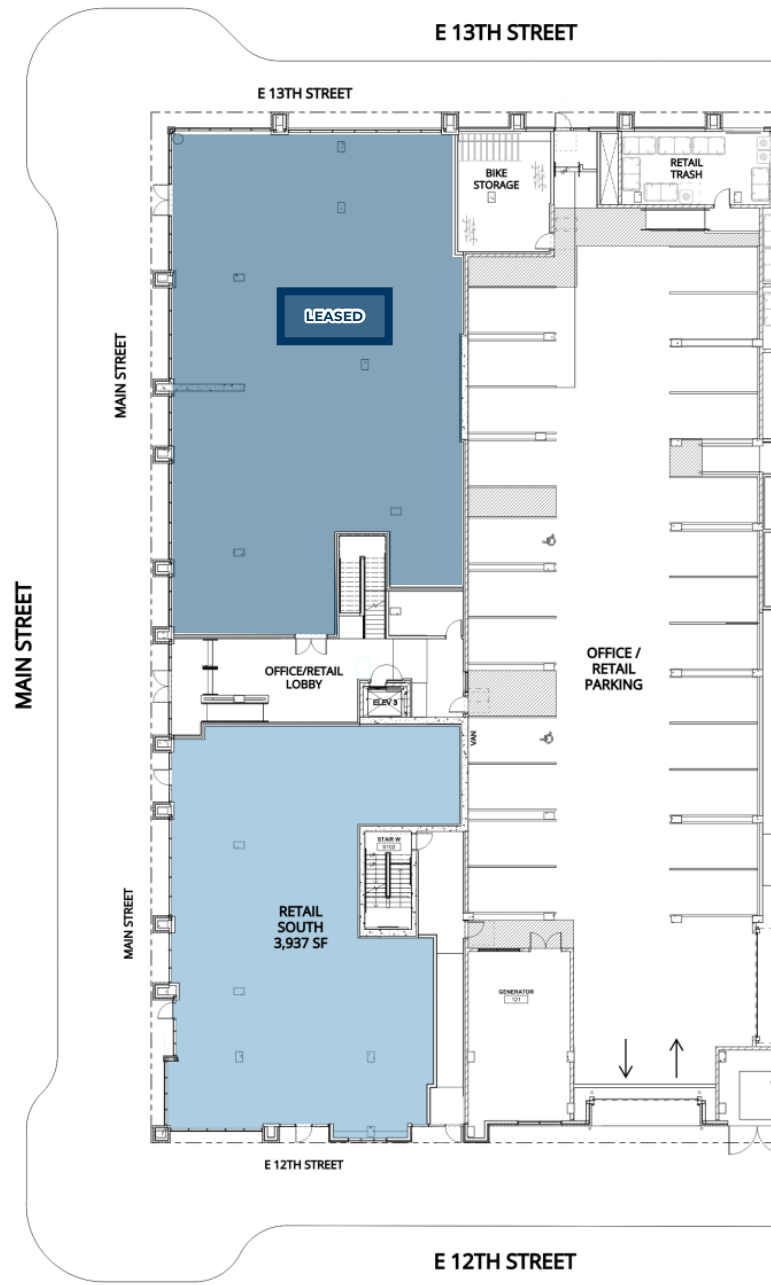 E 13TH STREET
E 13TH STREET
BIKE
STORAGE
RETAIL
TRASH
LEASED
MAIN STREET
MAIN STREET
OFFICE/RETAIL
LOBBY
ELEV 3
OFFICE /
RETAIL
PARKING
VAN
STAIR W
S102
MAIN STREET
RETAIL
SOUTH
3,937 SF
GENERATOR
121
E 12TH STREET
E 12TH STREET